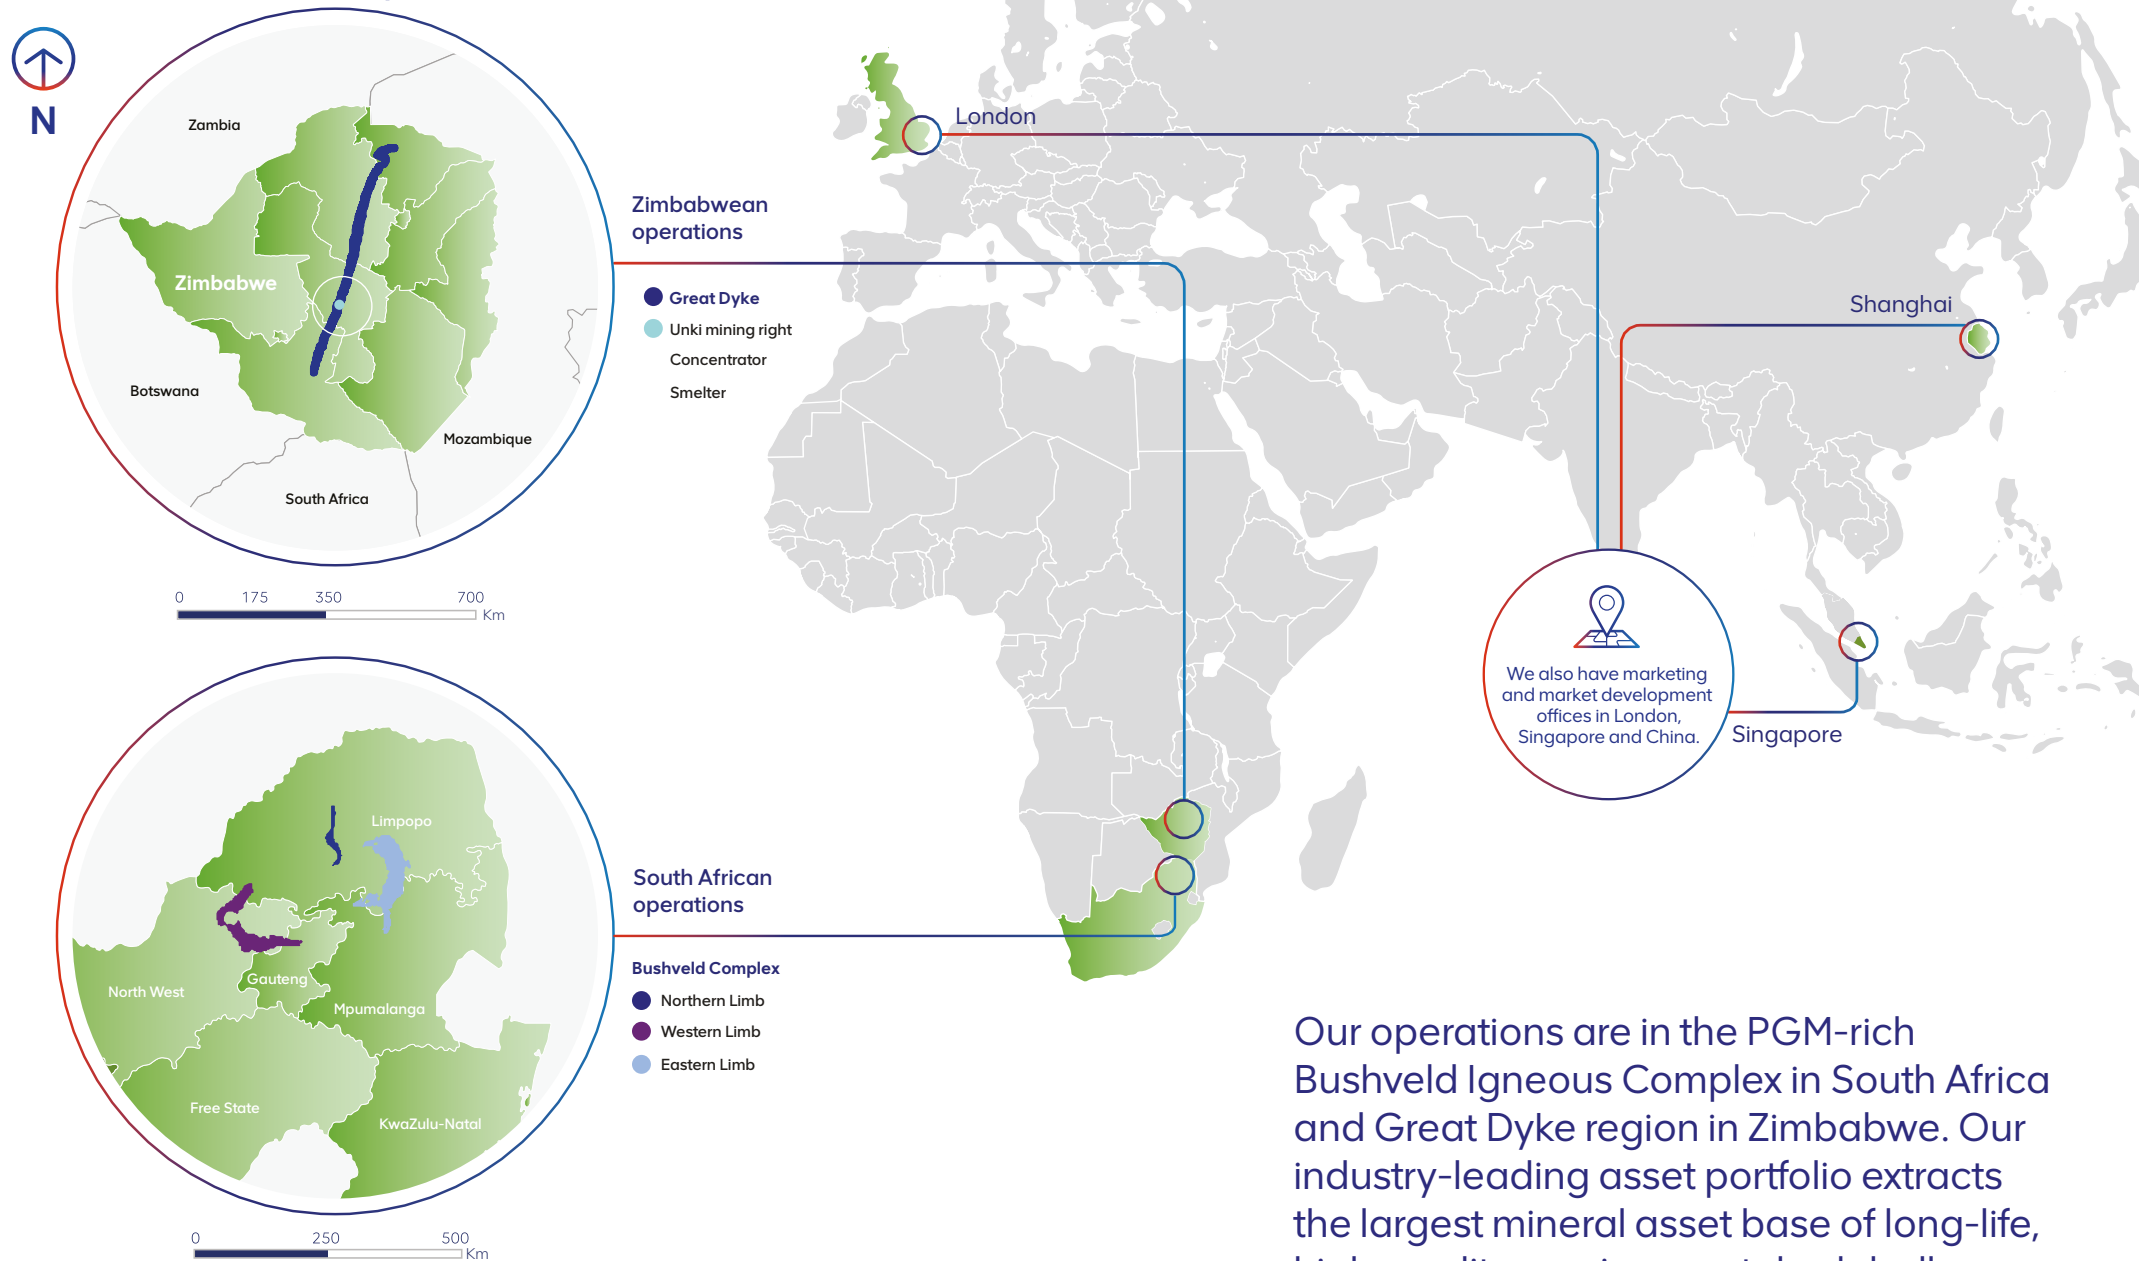 N
Zambia
Zimbabwe
Botswana
Mozambique
South Africa
0 175 350 700
Km
Zimbabwean
operations
Great Dyke
Unki mining right
Concentrator
Smelter
London
Shanghai
We also have marketing
and market development
offices in London,
Singapore and China.
Singapore
Limpopo
North West
Gauteng
Mpumalanga
Free State
KwaZulu-Natal
0 250 500
Km
South African
operations
Bushveld Complex
Northern Limb
Western Limb
Eastern Limb
Our operations are in the PGM-rich
Bushveld Igneous Complex in South Africa
and Great Dyke region in Zimbabwe. Our
industry-leading asset portfolio extracts
the largest mineral asset base of long-life,